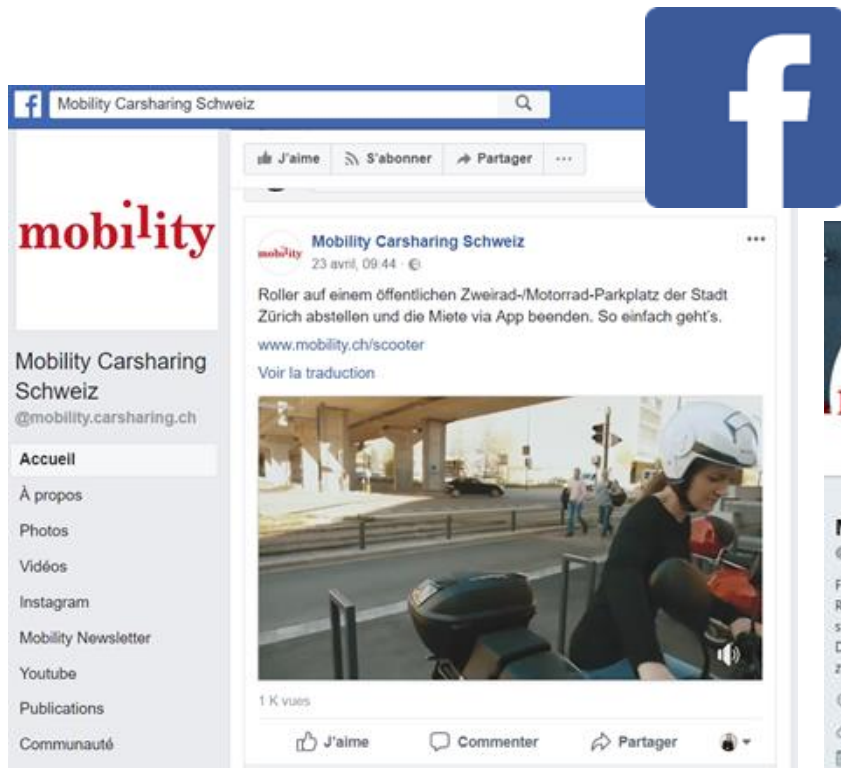 f
f Mobility Carsharing Schweiz
J'aime S'abonner Partager ...
mobility
Mobility Carsharing
Schweiz
@mobility.carsharing.ch
Accueil
À propos
Photos
Vidéos
Instagram
Mobility Newsletter
Youtube
Publications
Communauté
mobility
Mobility Carsharing Schweiz
23 avril, 09:44
Roller auf einem öffentlichen Zweirad-/Motorrad-Parkplatz der Stadt
Zürich abstellen und die Miete via App beenden. So einfach geht's.
www.mobility.ch/scooter
Voir la traduction
1 K vues
J'aime Commenter Partager